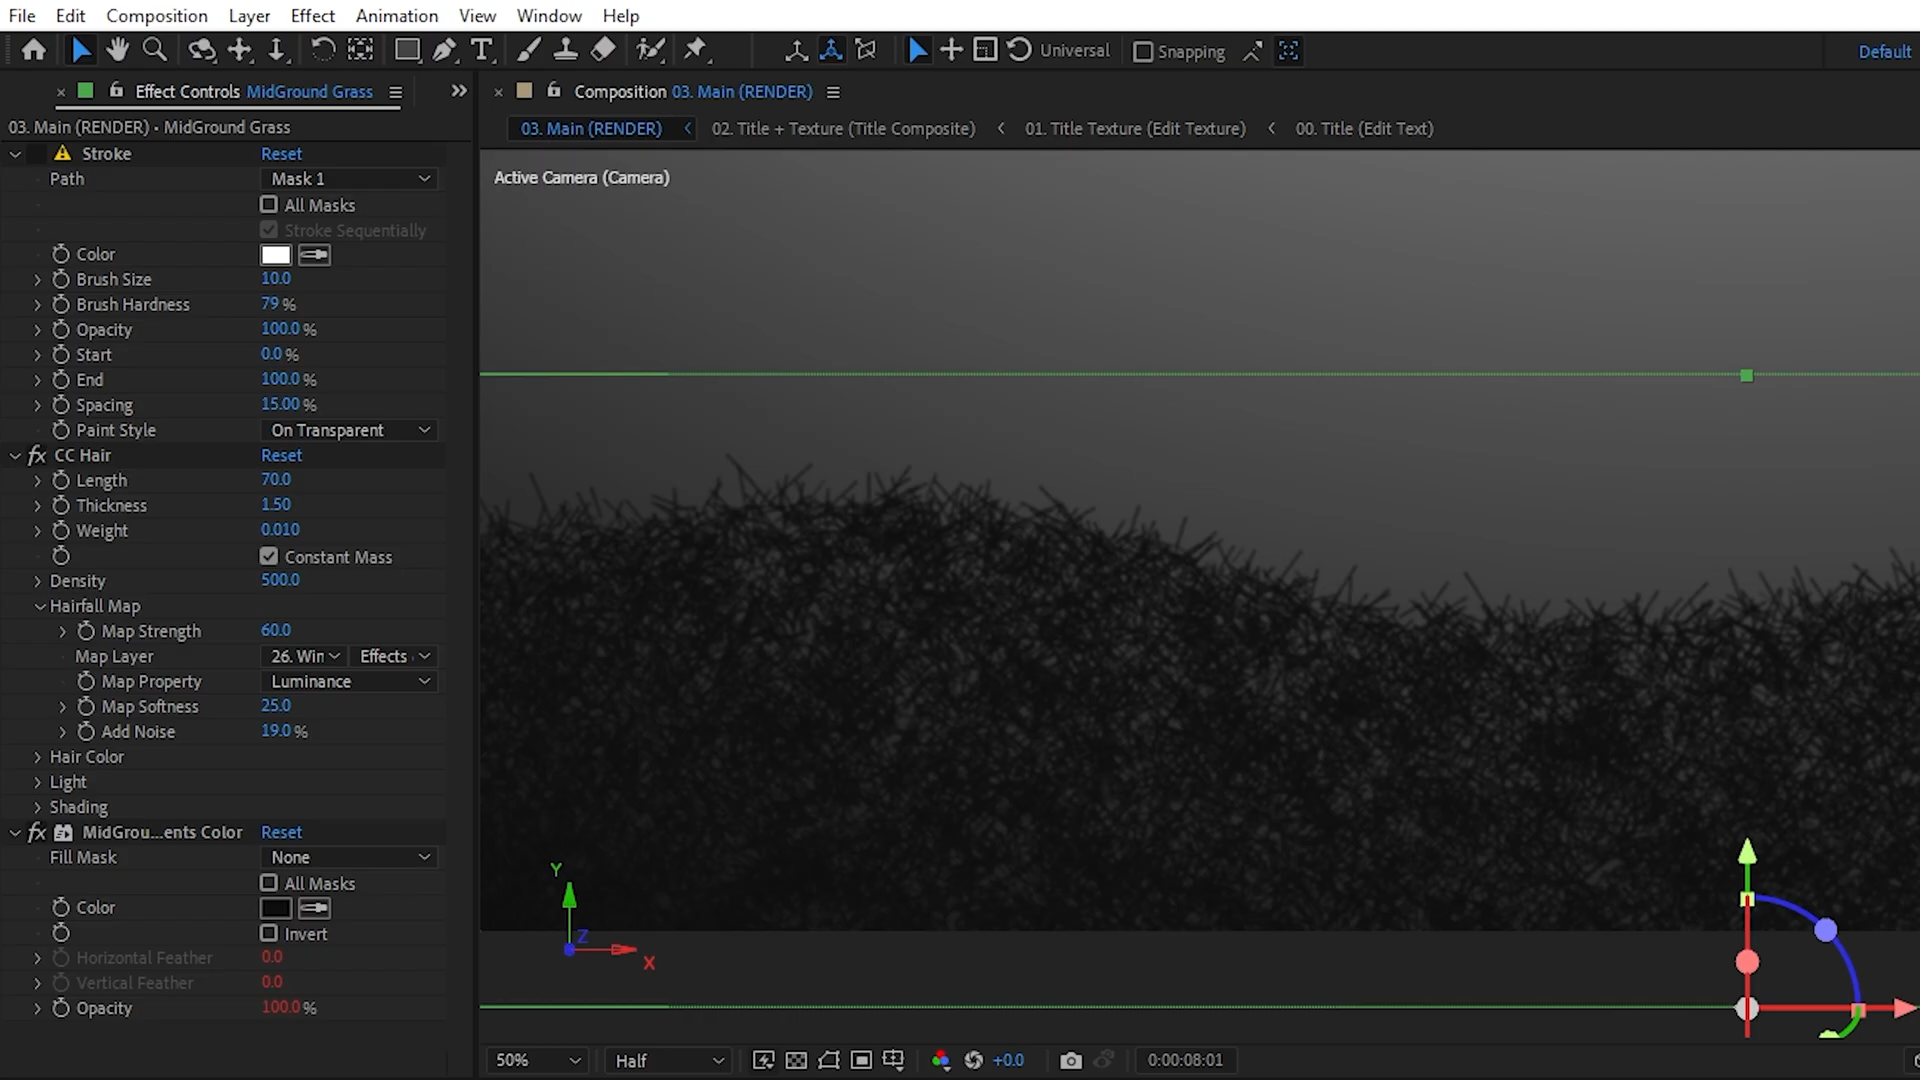 File Edit Composition Layer Effect Animation View Window Help
Universal Snapping Default
Effect Controls MidGround Grass
Composition 03. Main (RENDER)
03. Main (RENDER) • MidGround Grass
03. Main (RENDER) 02. Title + Texture (Title Composite) 01. Title Texture (Edit Texture) 00. Title (Edit Text)
Active Camera (Camera)
Stroke Reset
Path Mask 1
All Masks
Stroke Sequentially
Color
Brush Size 10.0
Brush Hardness 79 %
Opacity 100.0 %
Start 0.0 %
End 100.0 %
Spacing 15.00 %
Paint Style On Transparent
fx CC Hair Reset
Length 70.0
Thickness 1.50
Weight 0.010
Constant Mass
Density 500.0
Hairfall Map
Map Strength 60.0
Map Layer 26. Win Effects
Map Property Luminance
Map Softness 25.0
Add Noise 19.0 %
Hair Color
Light
Shading
fx MidGrou...ents Color Reset
Fill Mask None
All Masks
Color
Invert
Horizontal Feather 0.0
Vertical Feather 0.0
Opacity 100.0 %
Y
Z
X
50% Half +0.0 0:00:08:01